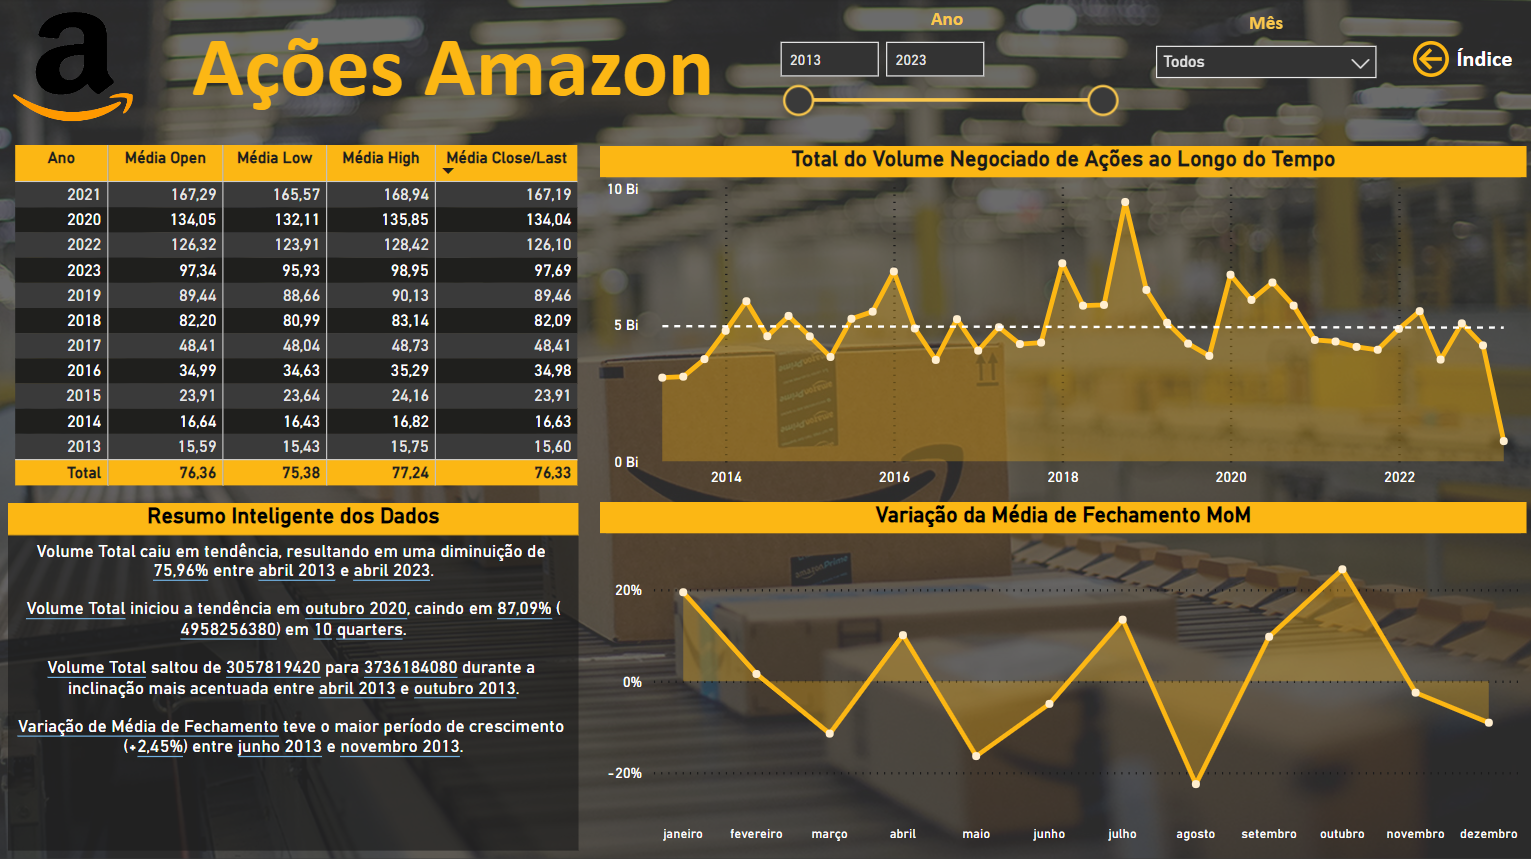 a
Ações Amazon
Ano
2013 2023
Mês
Todos
Índice
Ano Média Open Média Low Média High Média Close/Last
2021 167,29 165,57 168,94 167,19
2020 134,05 132,11 135,85 134,04
2022 126,32 123,91 128,42 126,10
2023 97,34 95,93 98,95 97,69
2019 89,44 88,66 90,13 89,46
2018 82,20 80,99 83,14 82,09
2017 48,41 48,04 48,73 48,41
2016 34,99 34,63 35,29 34,98
2015 23,91 23,64 24,16 23,91
2014 16,64 16,43 16,82 16,63
2013 15,59 15,43 15,75 15,60
Total 76,36 75,38 77,24 76,33
Total do Volume Negociado de Ações ao Longo do Tempo
10 Bi
5 Bi
0 Bi
2014 2016 2018 2020 2022
Resumo Inteligente dos Dados
Volume Total caiu em tendência, resultando em uma diminuição de
75,96% entre abril 2013 e abril 2023.
Volume Total iniciou a tendência em outubro 2020, caindo em 87,09% (
4958256380) em 10 quarters.
Volume Total saltou de 3057819420 para 3736184080 durante a
inclinação mais acentuada entre abril 2013 e outubro 2013.
Variação de Média de Fechamento teve o maior período de crescimento
(+2,45%) entre junho 2013 e novembro 2013.
Variação da Média de Fechamento MoM
20%
0%
-20%
janeiro fevereiro março abril maio junho julho agosto setembro outubro novembro dezembro
amazonPrime